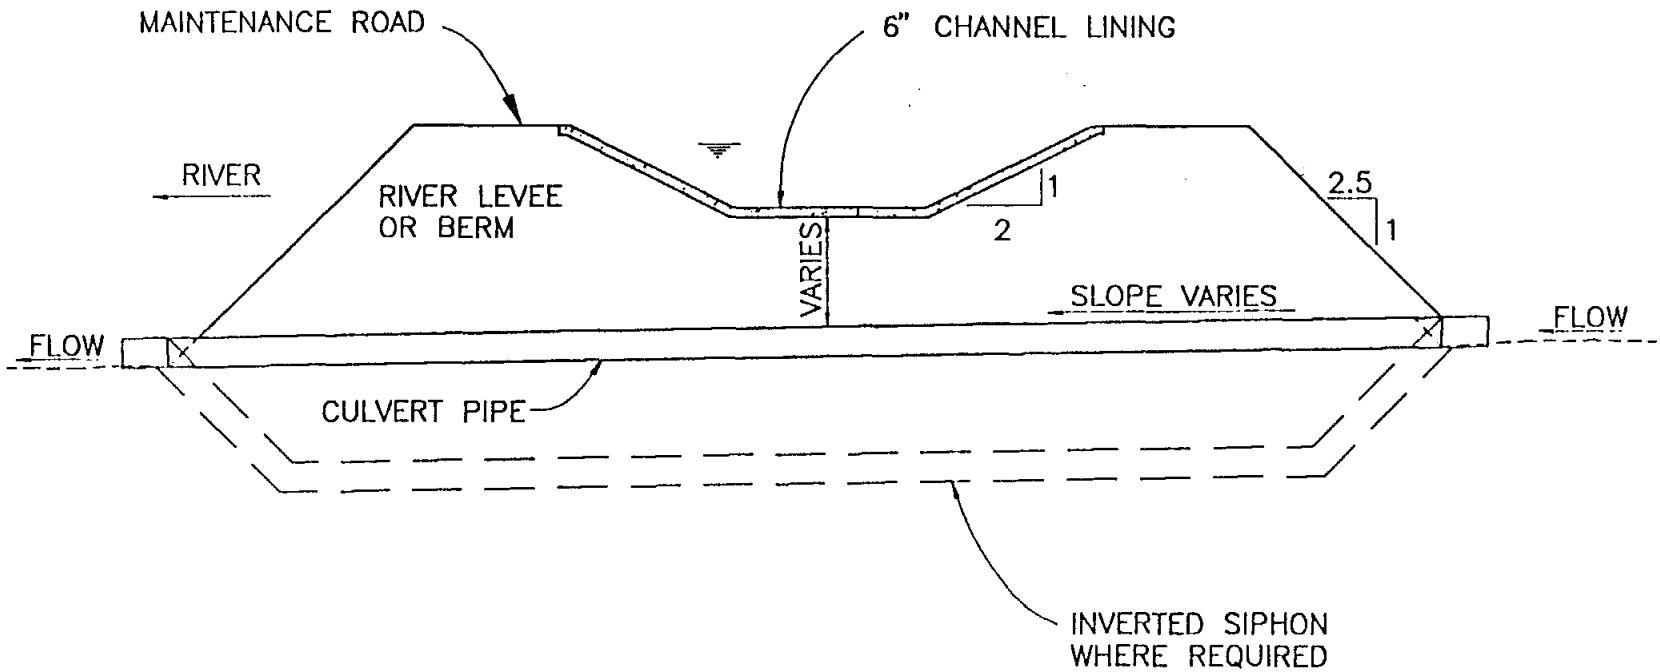 MAINTENANCE ROAD
6" CHANNEL LINING
RIVER
RIVER LEVEE
OR BERM
1
2
2.5
1
VARIES
SLOPE VARIES
FLOW
FLOW
CULVERT PIPE
INVERTED SIPHON
WHERE REQUIRED